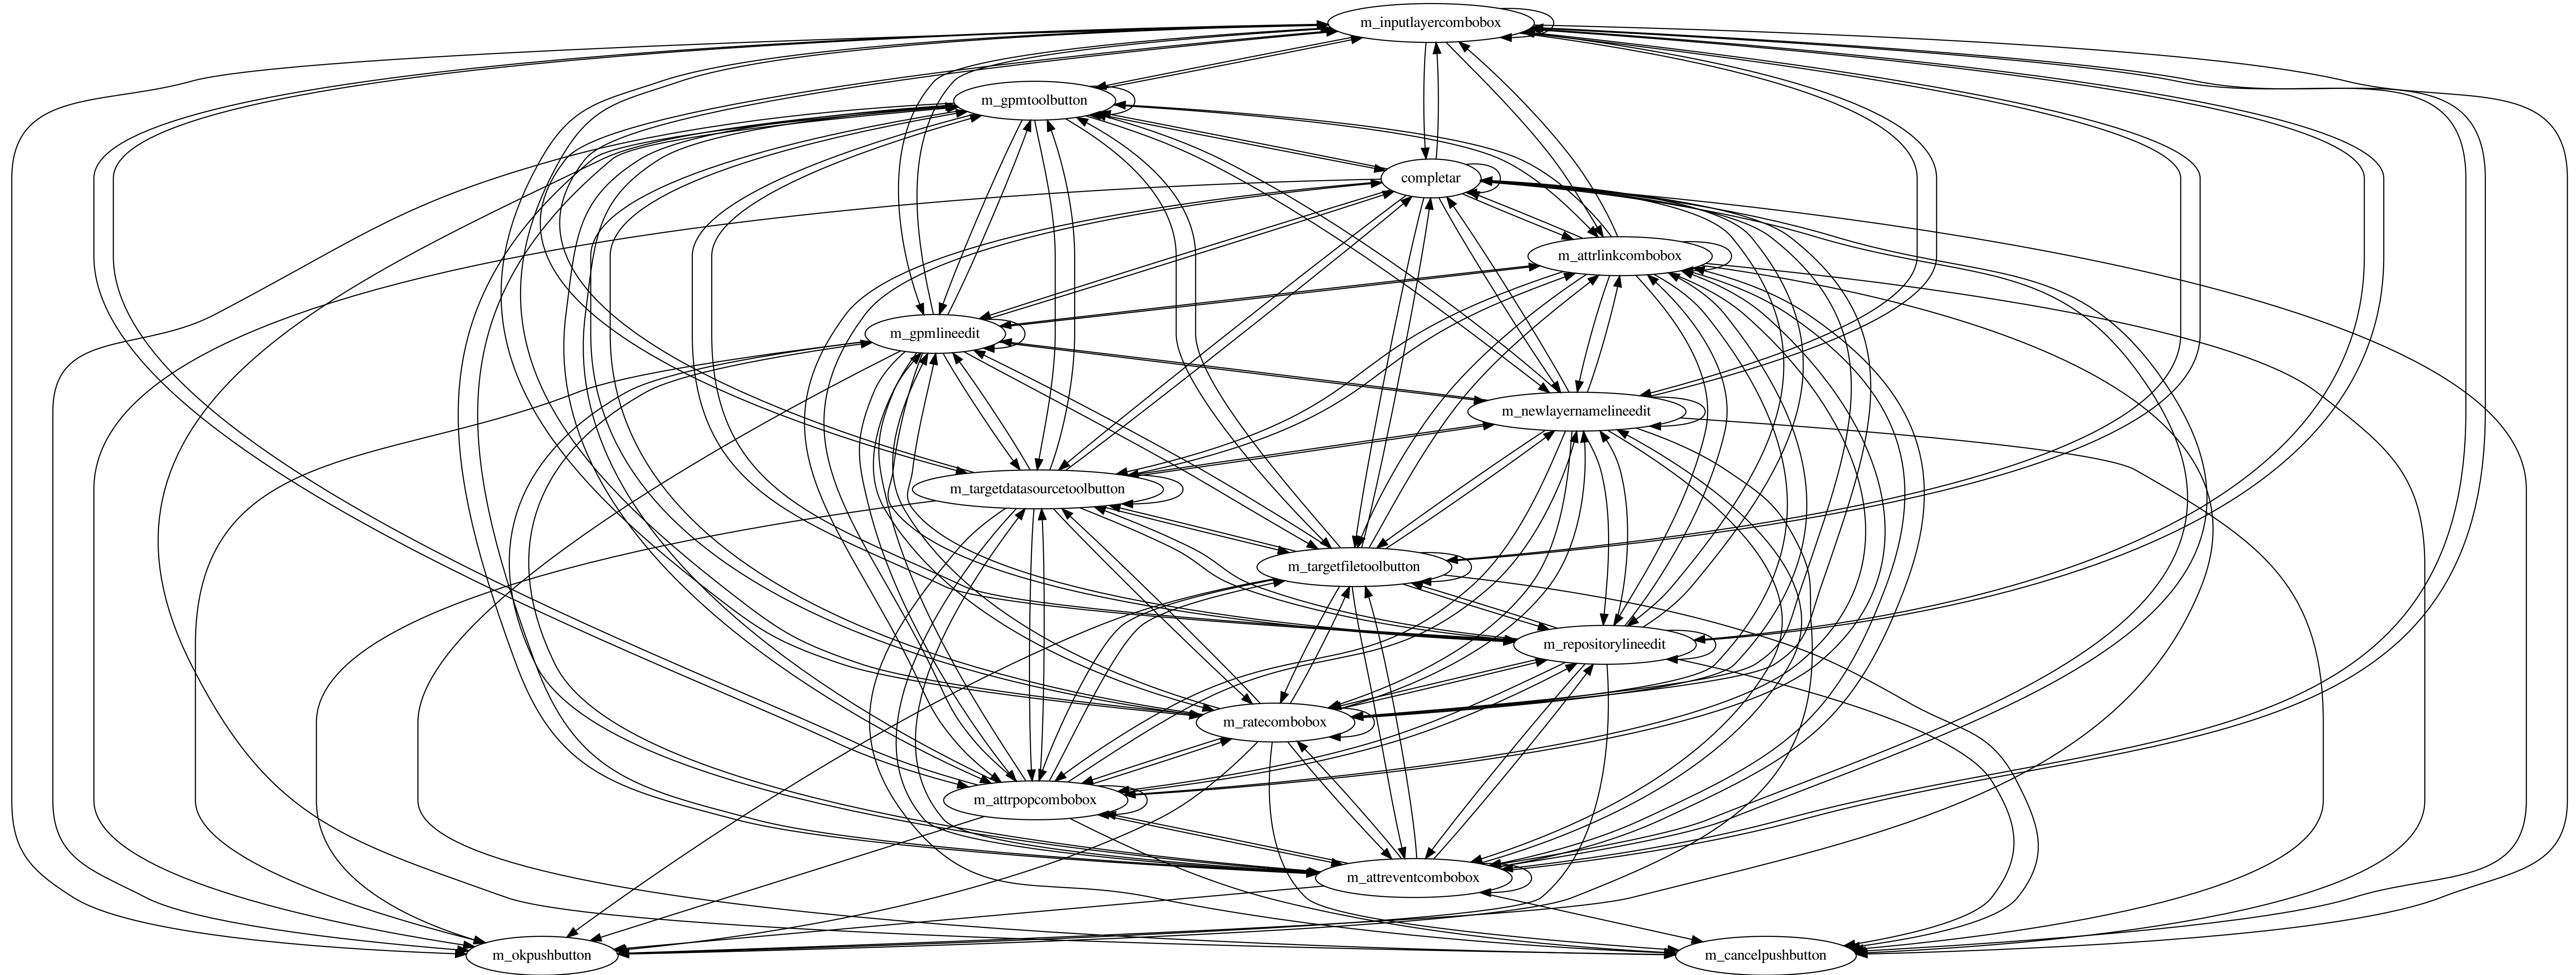 m_inputlayercombobox
m_gpmtoolbutton
completar
m_attrlinkcombobox
m_gpmlineedit
m_newlayernamelineedit
m_targetdatasourcetoolbutton
m_targetfiletoolbutton
m_repositorylineedit
m_ratecombobox
m_attrpopcombobox
m_attreventcombobox
m_okpushbutton
m_cancelpushbutton